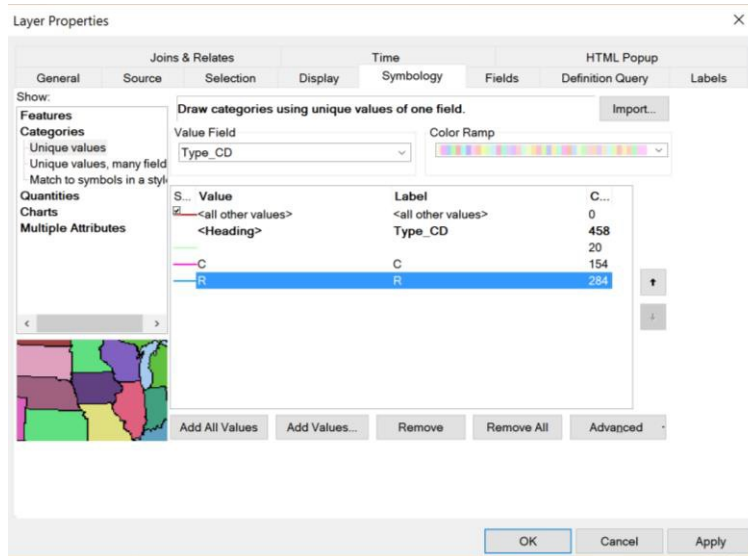 Layer Properties
Joins & Relates Time HTML Popup
General Source Selection Display Symbology Fields Definition Query Labels
Show:
Features
Categories
Unique values
Unique values, many field
Match to symbols in a style
Quantities
Charts
Multiple Attributes
Draw categories using unique values of one field.
Import...
Value Field
Type_CD
Color Ramp
S... Value Label C...
<all other values> <all other values> 0
<Heading> Type_CD 458
20
C C 154
R R 284
Add All Values Add Values... Remove Remove All Advanced
OK Cancel Apply